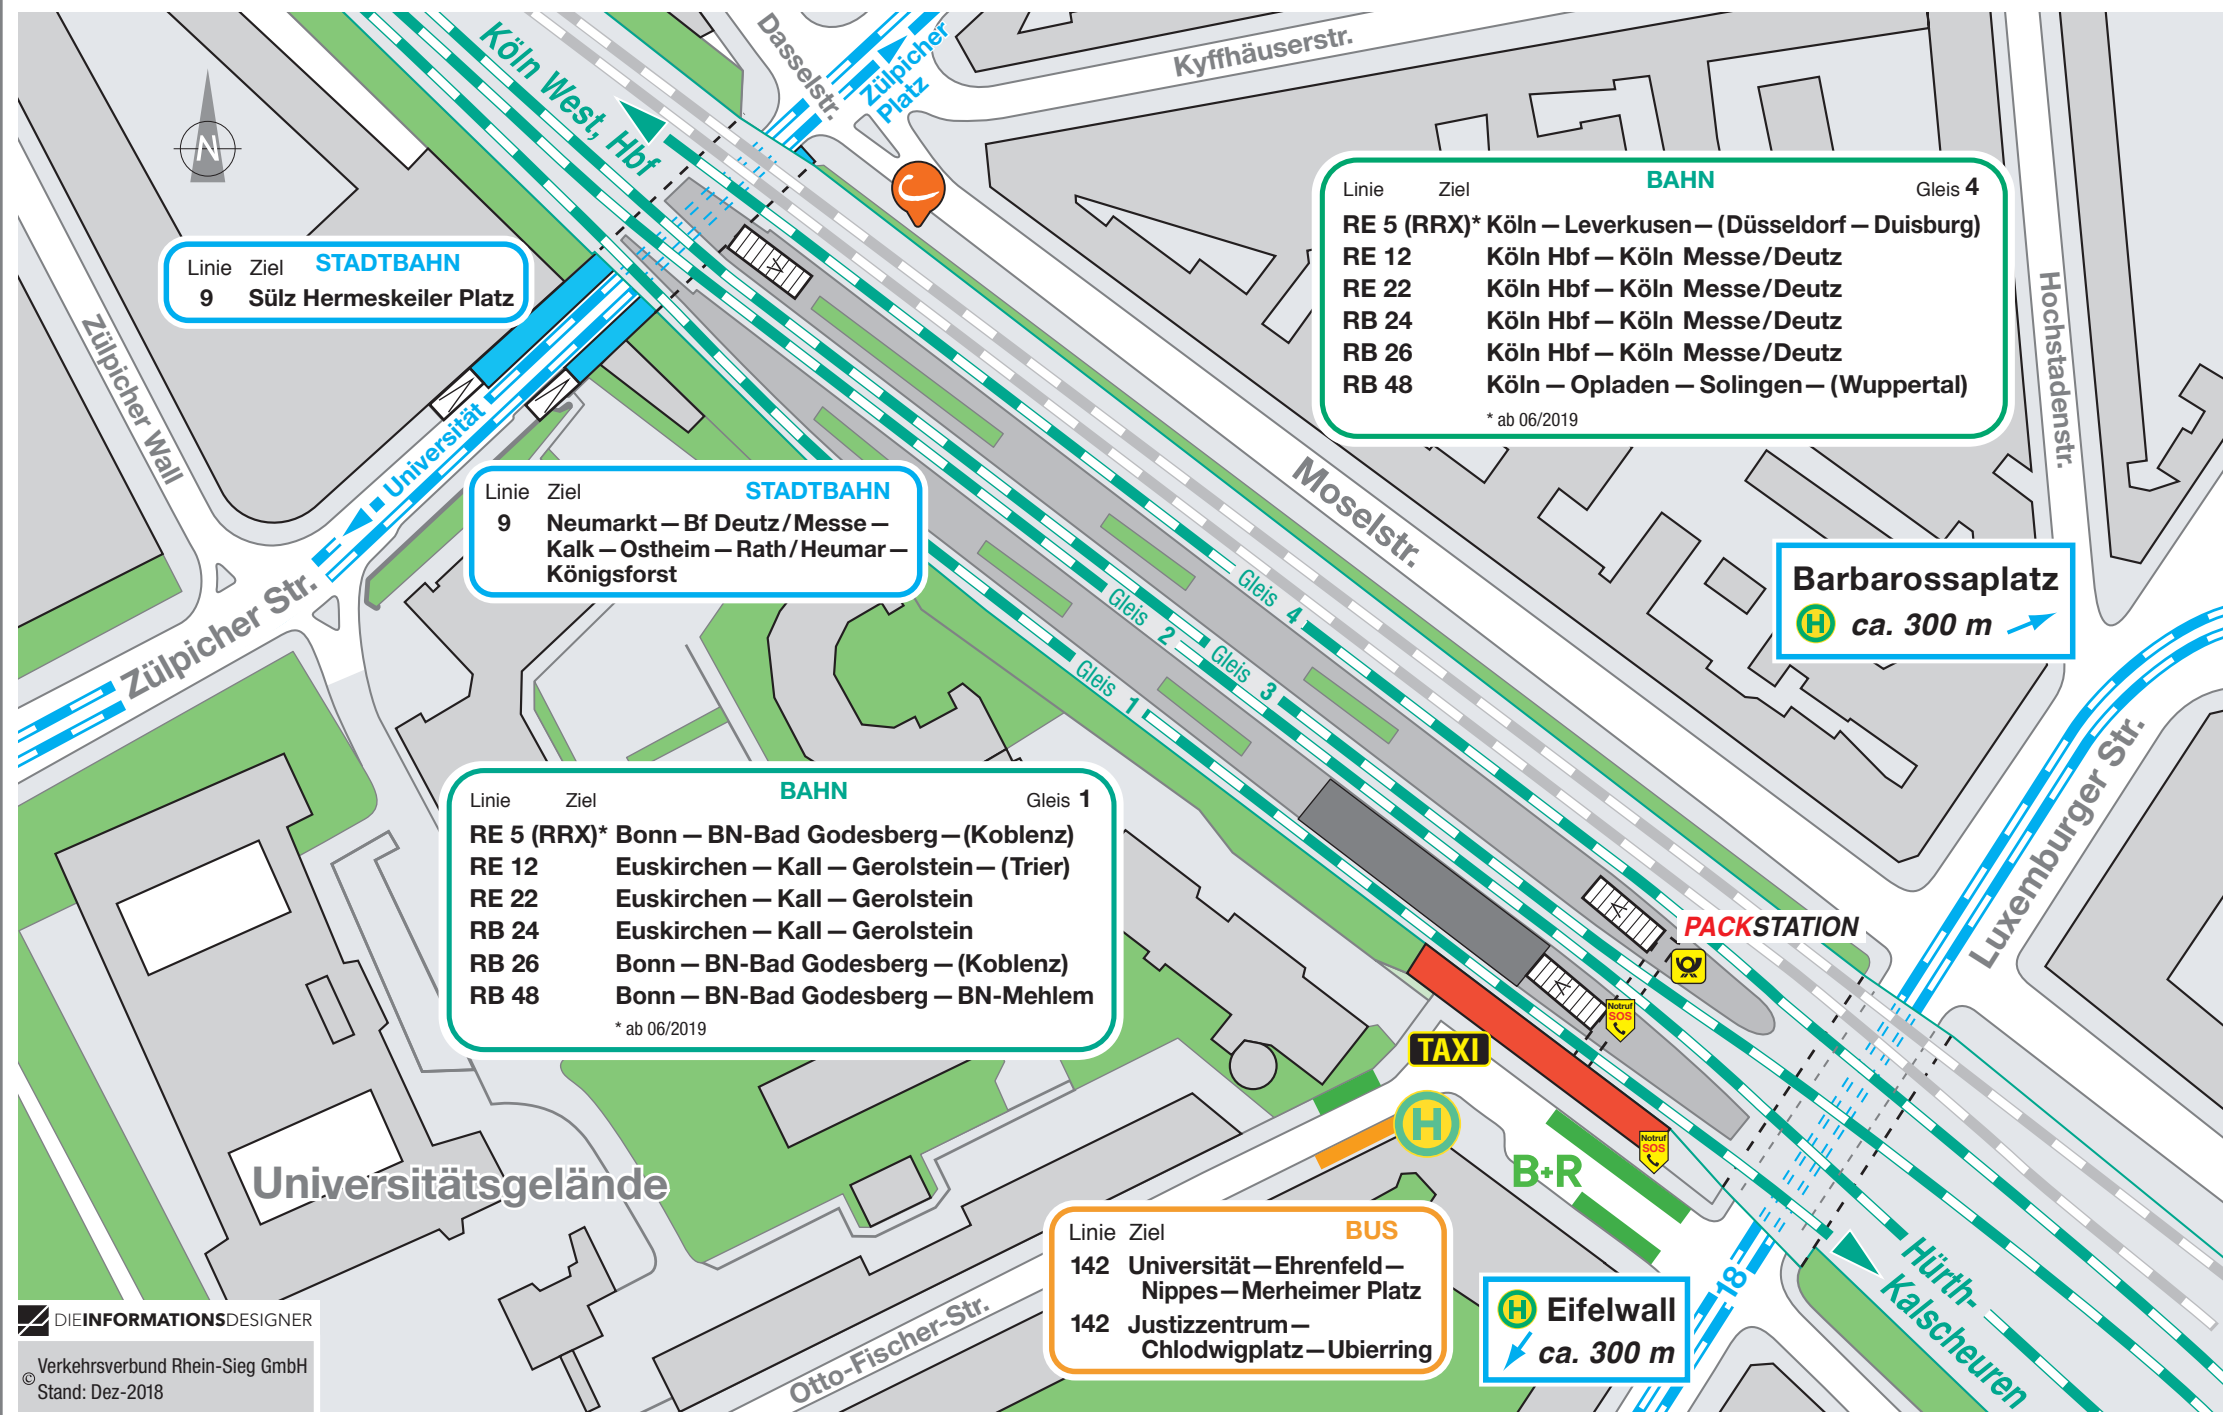 Köln West, Hbf
Dasselstr.
Zülpicher
Platz
Kyffhäuserstr.
N
Linie Ziel BAHN Gleis 4
RE 5 (RRX)* Köln – Leverkusen – (Düsseldorf – Duisburg)
RE 12 Köln Hbf – Köln Messe/Deutz
RE 22 Köln Hbf – Köln Messe/Deutz
RB 24 Köln Hbf – Köln Messe/Deutz
RB 26 Köln Hbf – Köln Messe/Deutz
RB 48 Köln – Opladen – Solingen – (Wuppertal)
* ab 06/2019
Linie Ziel STADTBAHN
9 Sülz Hermeskeiler Platz
Zülpicher Wall
Universität
Hochstadenstr.
Moselstr.
Linie Ziel STADTBAHN
9 Neumarkt – Bf Deutz/Messe –
Kalk – Ostheim – Rath/Heumar –
Königsforst
Zülpicher Str.
Gleis 4
Gleis 2
Gleis 3
Gleis 1
Barbarossaplatz
H ca. 300 m
Luxemburger Str.
Linie Ziel BAHN Gleis 1
RE 5 (RRX)* Bonn – BN-Bad Godesberg – (Koblenz)
RE 12 Euskirchen – Kall – Gerolstein – (Trier)
RE 22 Euskirchen – Kall – Gerolstein
RB 24 Euskirchen – Kall – Gerolstein
RB 26 Bonn – BN-Bad Godesberg – (Koblenz)
RB 48 Bonn – BN-Bad Godesberg – BN-Mehlem
* ab 06/2019
PACKSTATION
Notruf
SOS
TAXI
H
Notruf
SOS
B+R
Universitätsgelände
Linie Ziel BUS
142 Universität – Ehrenfeld –
Nippes – Merheimer Platz
142 Justizzentrum –
Chlodwigplatz – Ubierring
Otto-Fischer-Str.
H Eifelwall
ca. 300 m
18
Hürth-
Kalscheuren
DIEINFORMATIONSDESIGNER
© Verkehrsverbund Rhein-Sieg GmbH
Stand: Dez-2018